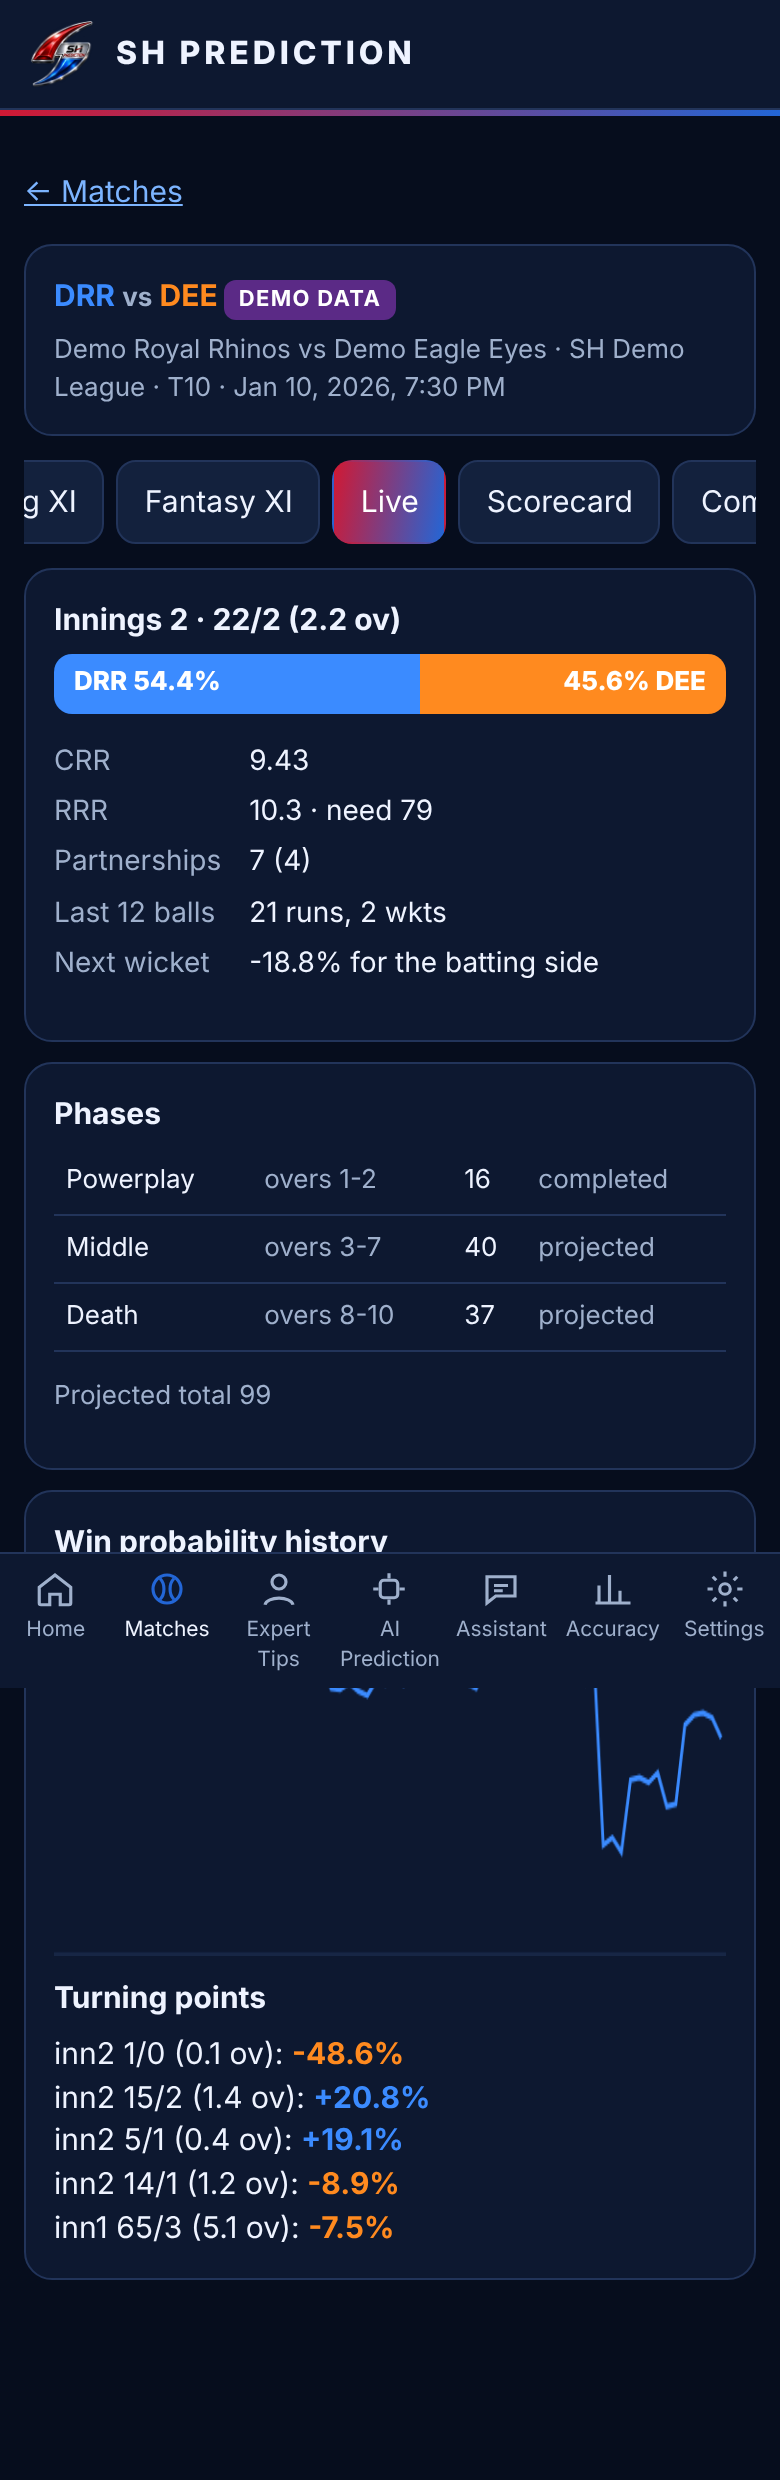 SH
SH PREDICTION
← Matches
DRR vs DEE DEMO DATA
Demo Royal Rhinos vs Demo Eagle Eyes · SH Demo
League · T10 · Jan 10, 2026, 7:30 PM
g XI Fantasy XI Live Scorecard Com
Innings 2 · 22/2 (2.2 ov)
DRR 54.4% 45.6% DEE
CRR 9.43
RRR 10.3 · need 79
Partnerships 7 (4)
Last 12 balls 21 runs, 2 wkts
Next wicket -18.8% for the batting side
Phases
Powerplay overs 1-2 16 completed
Middle overs 3-7 40 projected
Death overs 8-10 37 projected
Projected total 99
Win probability history
Home Matches Expert Tips AI Prediction Assistant Accuracy Settings
Turning points
inn2 1/0 (0.1 ov): -48.6%
inn2 15/2 (1.4 ov): +20.8%
inn2 5/1 (0.4 ov): +19.1%
inn2 14/1 (1.2 ov): -8.9%
inn1 65/3 (5.1 ov): -7.5%